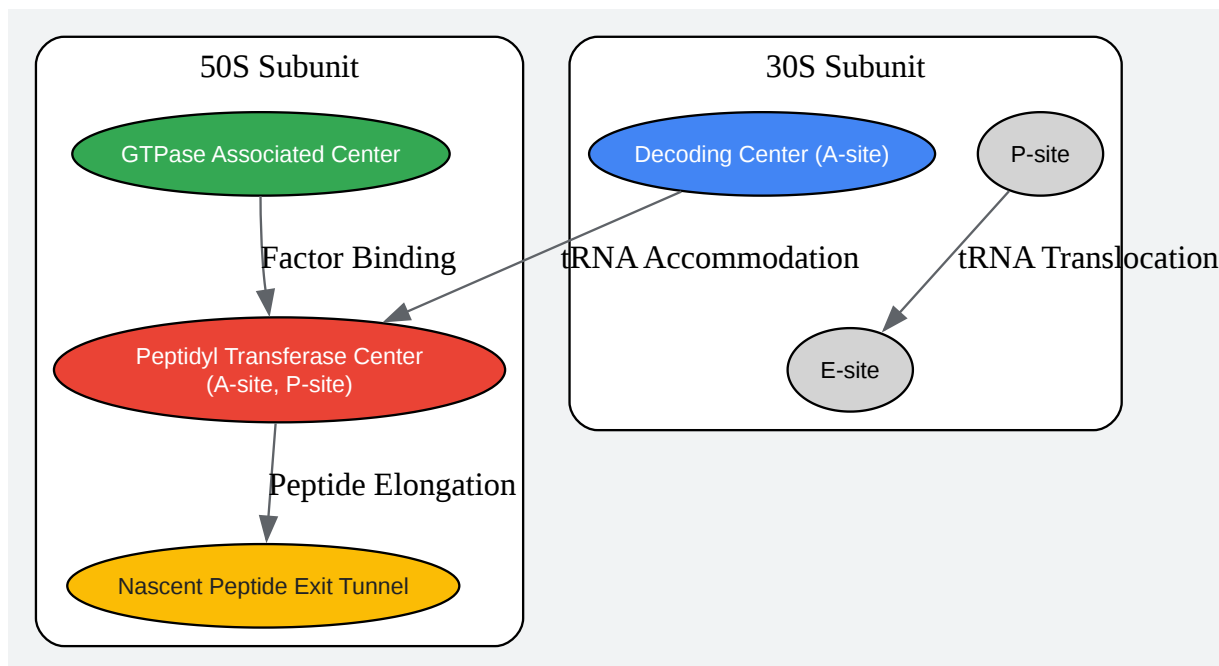 50S Subunit
30S Subunit
GTPase Associated Center
Decoding Center (A-site)
P-site
Factor Binding
tRNA Accommodation
tRNA Translocation
Peptidyl Transferase Center
(A-site, P-site)
E-site
Peptide Elongation
Nascent Peptide Exit Tunnel